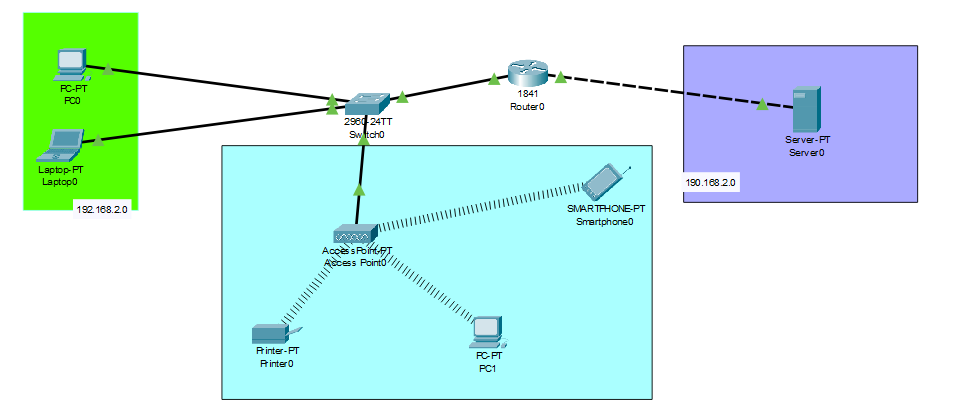 PC-PT
PC0
Laptop-PT
Laptop0
192.168.2.0
2960-24TT
Switch0
1841
Router0
Server-PT
Server0
190.168.2.0
SMARTPHONE-PT
Smartphone0
AccessPoint-PT
Access Point0
Printer-PT
Printer0
PC-PT
PC1